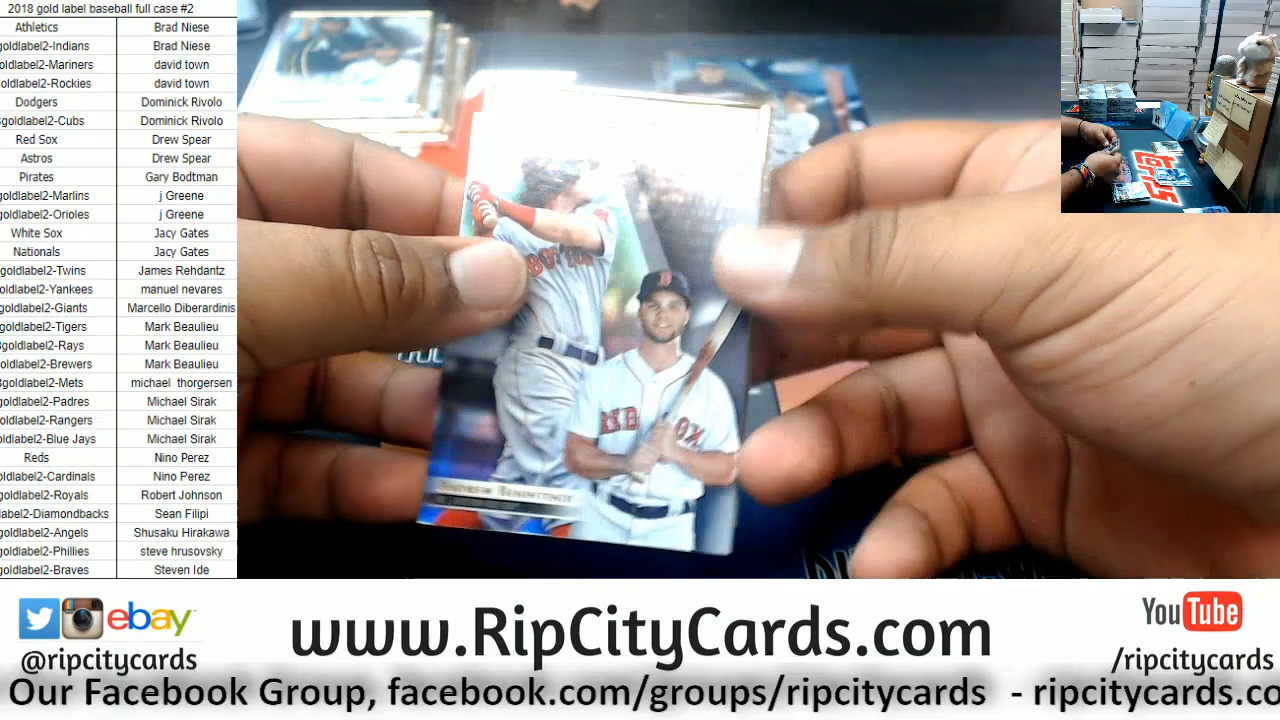 2018 gold label baseball full case #2
Athletics Brad Niese
goldlabel2-Indians Brad Niese
goldlabel2-Mariners david town
goldlabel2-Rockies david town
Dodgers Dominick Rivolo
goldlabel2-Cubs Dominick Rivolo
Red Sox Drew Spear
Astros Drew Spear
Pirates Gary Bodtman
goldlabel2-Marlins j Greene
goldlabel2-Orioles j Greene
White Sox Jacy Gates
Nationals Jacy Gates
goldlabel2-Twins James Rehdantz
goldlabel2-Yankees manuel nevares
goldlabel2-Giants Marcello Diberardinis
goldlabel2-Tigers Mark Beaulieu
goldlabel2-Rays Mark Beaulieu
goldlabel2-Brewers Mark Beaulieu
goldlabel2-Mets michael thorgersen
goldlabel2-Padres Michael Sirak
goldlabel2-Rangers Michael Sirak
goldlabel2-Blue Jays Michael Sirak
Reds Nino Perez
goldlabel2-Cardinals Nino Perez
goldlabel2-Royals Robert Johnson
label2-Diamondbacks Sean Filipi
goldlabel2-Angels Shusaku Hirakawa
goldlabel2-Phillies steve hrusovsky
goldlabel2-Braves Steven Ide
BOSTON
B
RED SOX
Andrew Benintendi
ebay
@ripcitycards
www.RipCityCards.com
YouTube
/ripcitycards
Our Facebook Group, facebook.com/groups/ripcitycards - ripcitycards.co